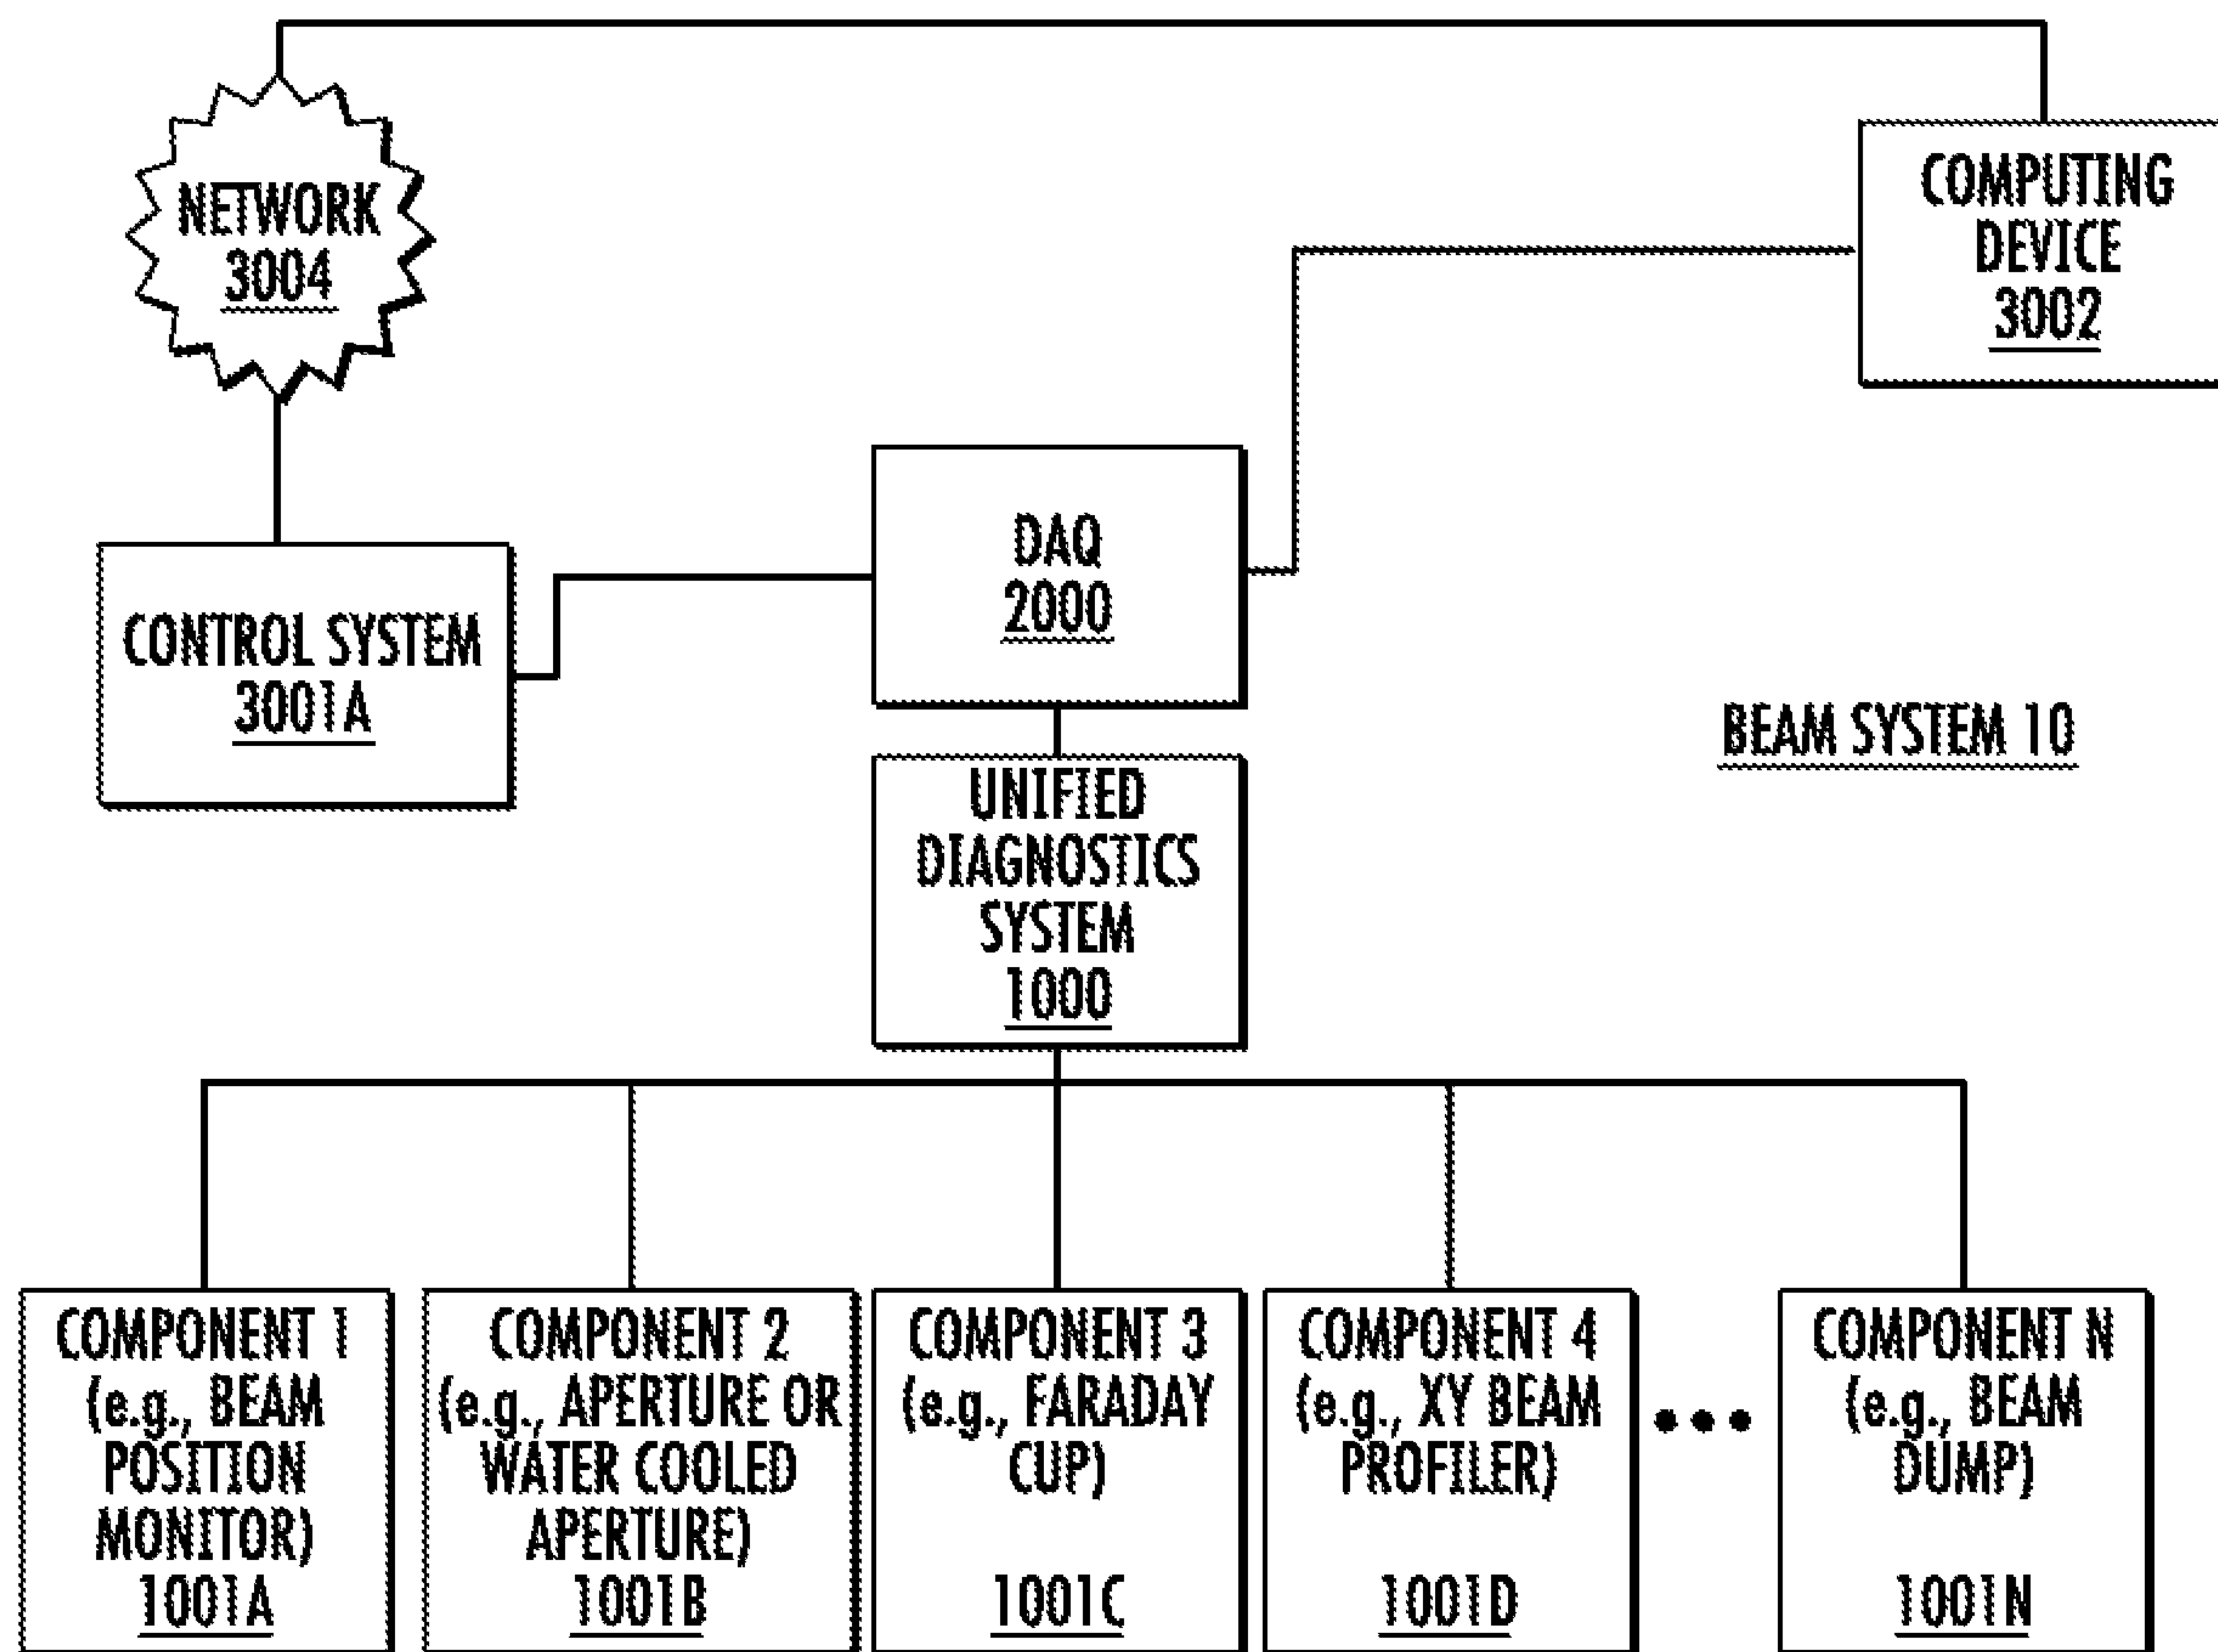 NETWORK
3004
COMPUTING
DEVICE
3002
DAQ
2000
CONTROL SYSTEM
3001A
BEAM SYSTEM 10
UNIFIED
DIAGNOSTICS
SYSTEM
1000
COMPONENT 1
(e.g., BEAM
POSITION
MONITOR)
1001A
COMPONENT 2
(e.g., APERTURE OR
WATER COOLED
APERTURE)
1001B
COMPONENT 3
(e.g., FARADAY
CUP)
1001C
COMPONENT 4
(e.g., XY BEAM
PROFILER)
1001D
•••
COMPONENT N
(e.g., BEAM
DUMP)
1001N